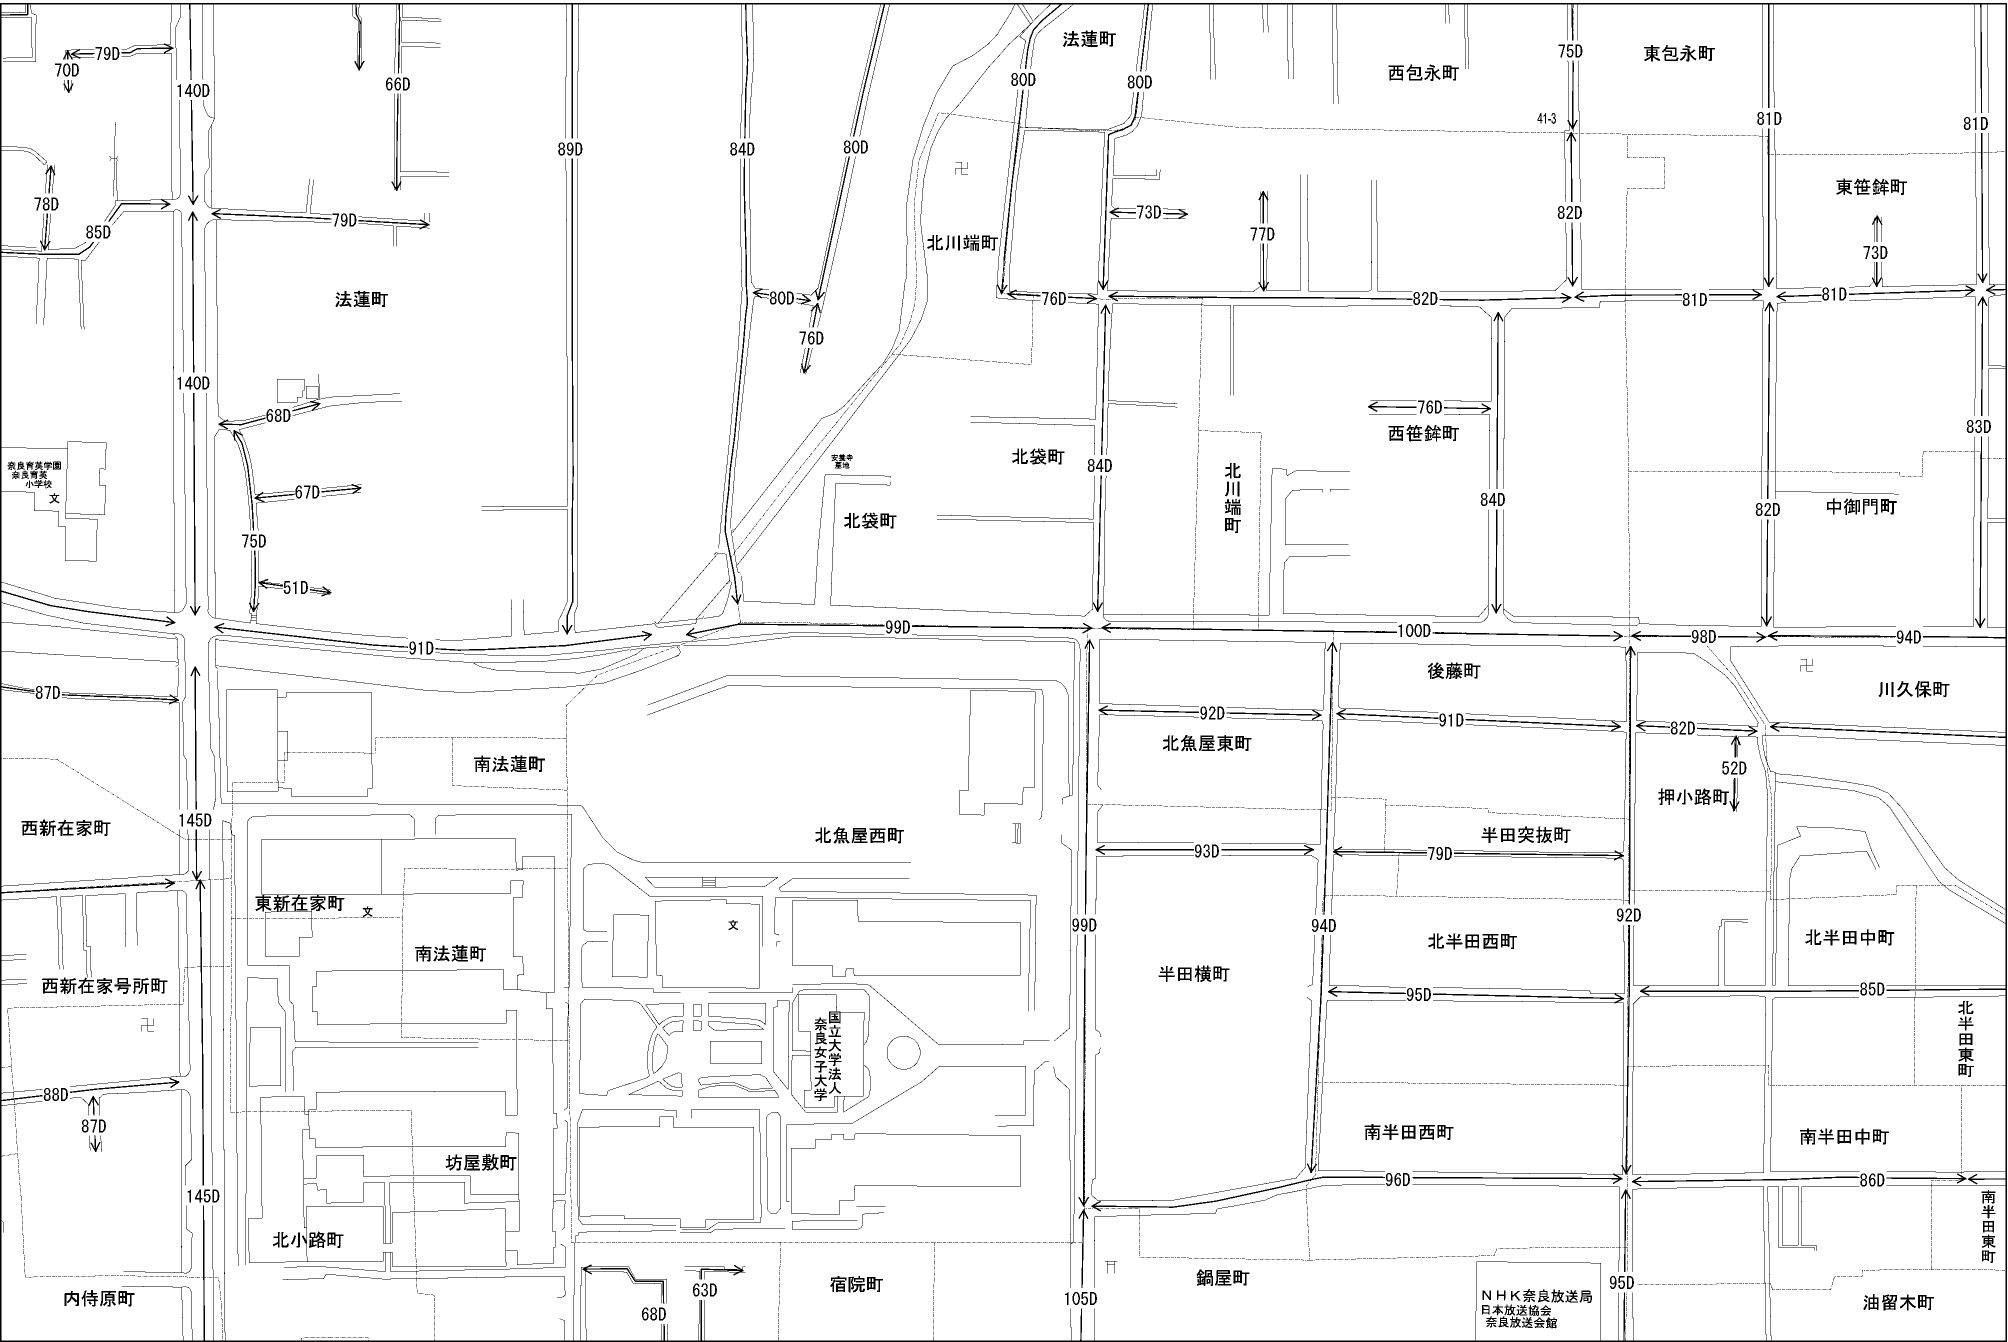 法蓮町
79D
70D
140D
66D
80D
80D
75D
西包永町
東包永町
81D
41-3
81D
89D
84D
80D
78D
85D
79D
北川端町
73D
77D
82D
東笹鉾町
73D
法蓮町
80D
76D
82D
81D
81D
76D
140D
68D
76D
西笹鉾町
83D
奈良育英学園
奈良育英
小学校
文
67D
安養寺
墓地
北袋町
84D
北川端町
84D
82D
中御門町
北袋町
75D
51D
91D
99D
100D
98D
94D
87D
後藤町
川久保町
92D
91D
82D
北魚屋東町
南法蓮町
52D
押小路町
西新在家町
145D
北魚屋西町
半田突抜町
93D
79D
東新在家町
文
文
99D
94D
92D
南法蓮町
北半田西町
北半田中町
半田横町
西新在家号所町
95D
85D
国立大学法人
奈良女子大学
北半田東町
88D
87D
南半田西町
南半田中町
坊屋敷町
145D
96D
86D
南半田東町
北小路町
内侍原町
68D
63D
宿院町
105D
鍋屋町
95D
NHK奈良放送局
日本放送協会
奈良放送会館
油留木町